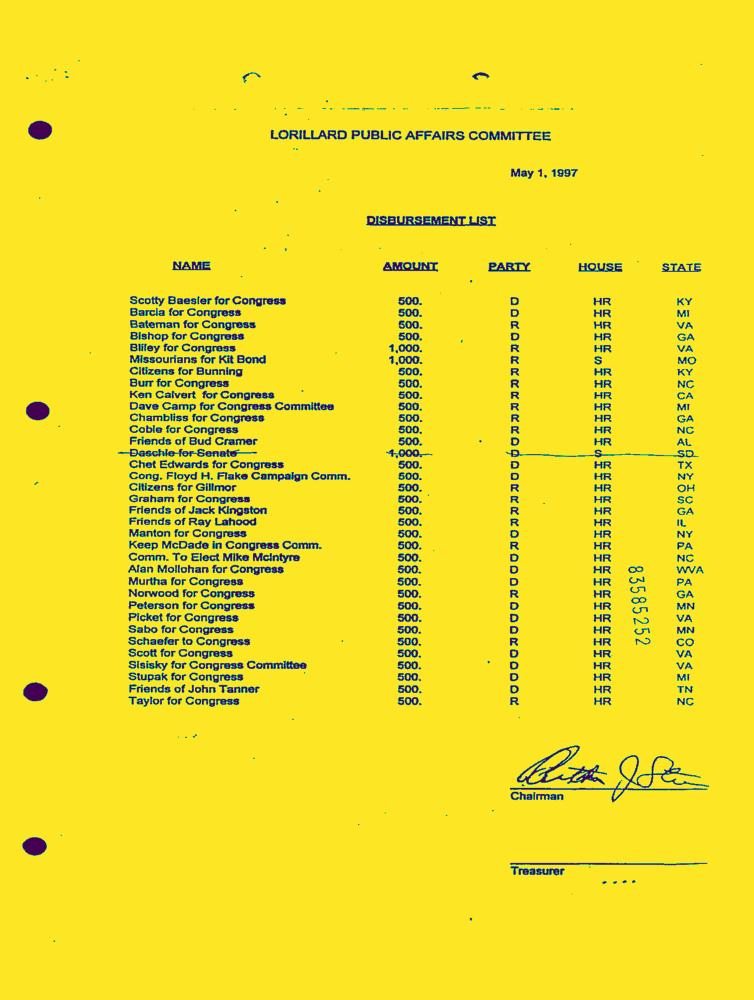 LORILLARD PUBLIC AFFAIRS COMMITTEE
May 1, 1997
DISBURSEMENT LIST
NAME AMOUNT PARTY HOUSE STATE
Scotty Baesler for Congress 500. D HR KY
Barcia for Congress 500. D HR MI
Bateman for Congress 500. R HR VA
Bishop for Congress 500. D HR GA
Bliley for Congress 1,000. R HR VA
Missourians for Kit Bond 1,000. R S MO
Citizens for Bunning 500. R HR KY
Burr for Congress 500. R HR NC
Ken Calvert for Congress 500. R HR CA
Dave Camp for Congress Committee 500. R HR MI
Chambliss for Congress 500. R HR GA
Coble for Congress 500. R HR NC
Friends of Bud Cramer 500. D HR AL
Daschle for Senate 1,000. D S SD
Chet Edwards for Congress 500. D HR TX
Cong. Floyd H. Flake Campaign Comm. 500. D HR NY
Citizens for Gillmor 500. R HR OH
Graham for Congress 500. R HR SC
Friends of Jack Kingston 500. R HR GA
Friends of Ray Lahood 500. R HR IL
Manton for Congress 500. D HR NY
Keep McDade in Congress Comm. 500. R HR PA
Comm. To Elect Mike McIntyre 500. D HR NC
Alan Mollohan for Congress 500. D HR WVA
Murtha for Congress 500. D HR PA
Norwood for Congress 500. R HR GA
Peterson for Congress 500. D HR MN
Picket for Congress 500. D HR VA
Sabo for Congress 500. D HR MN
Schaefer to Congress 500. R HR CO
Scott for Congress 500. D HR VA
Sisisky for Congress Committee 500. D HR VA
Stupak for Congress 500. D HR MI
Friends of John Tanner 500. D HR TN
Taylor for Congress 500. R HR NC
83585252
Chairman
Treasurer